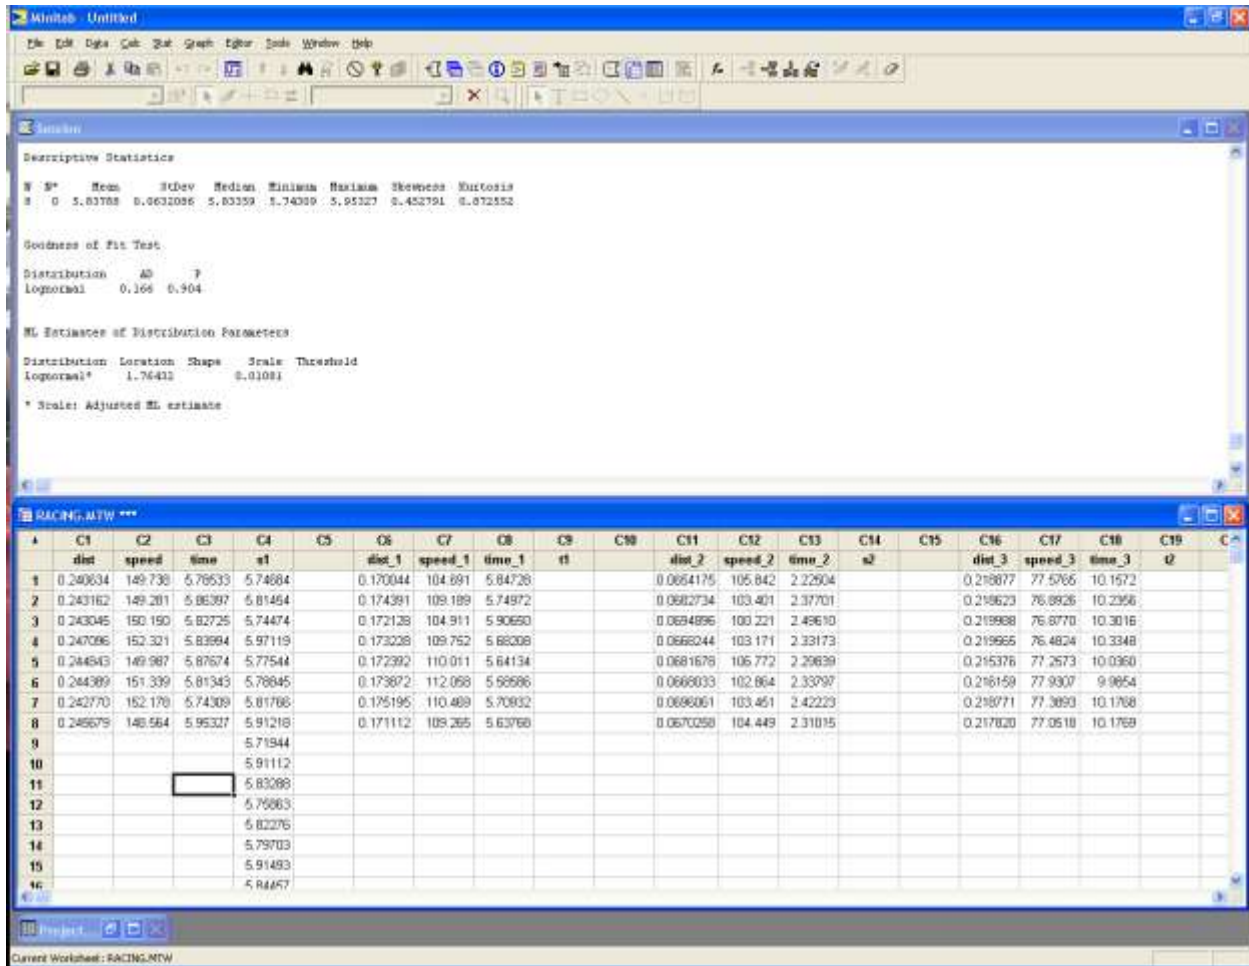 Minitab - Untitled
File Edit Data Calc Stat Graph Editor Tools Window Help
Session
Descriptive Statistics
N N* Mean StDev Median Minimum Maximum Skewness Kurtosis
8 0 5.83788 0.0632086 5.83359 5.74309 5.95327 0.452791 0.872552
Goodness of Fit Test
Distribution AD P
Lognormal 0.166 0.904
ML Estimates of Distribution Parameters
Distribution Location Shape Scale Threshold
Lognormal* 1.76432 0.01081
* Scale: Adjusted ML estimate
RACING.MTW ***
C1 C2 C3 C4 C5 C6 C7 C8 C9 C10 C11 C12 C13 C14 C15 C16 C17 C18 C19 C
dist speed time s1 dist_1 speed_1 time_1 t1 dist_2 speed_2 time_2 s2 dist_3 speed_3 time_3 t2
1 0.240634 149.738 5.78533 5.74684 0.170044 104.691 5.84728 0.0654175 105.842 2.22504 0.218877 77.5765 10.1572
2 0.243162 149.281 5.86397 5.81454 0.174391 109.189 5.74972 0.0682734 103.401 2.37701 0.218623 76.8926 10.2356
3 0.243045 150.150 5.82725 5.74474 0.172128 104.911 5.90650 0.0694896 100.221 2.49610 0.219988 76.8770 10.3016
4 0.247096 152.321 5.83994 5.97119 0.173228 109.752 5.68208 0.0668244 103.171 2.33173 0.219565 76.4824 10.3348
5 0.244843 149.987 5.87674 5.77544 0.172392 110.011 5.64134 0.0681678 106.772 2.29839 0.215376 77.2573 10.0360
6 0.244389 151.339 5.81343 5.78845 0.173872 112.058 5.58586 0.0668033 102.864 2.33797 0.216159 77.9307 9.9854
7 0.242770 152.178 5.74309 5.81766 0.175195 110.469 5.70932 0.0696061 103.451 2.42223 0.218771 77.3893 10.1768
8 0.245679 148.564 5.95327 5.91218 0.171112 109.265 5.63768 0.0670258 104.449 2.31015 0.217820 77.0518 10.1769
9 5.71944
10 5.91112
11 5.83288
12 5.75863
13 5.82276
14 5.79703
15 5.91493
16 5.84457
Project...
Current Worksheet: RACING.MTW